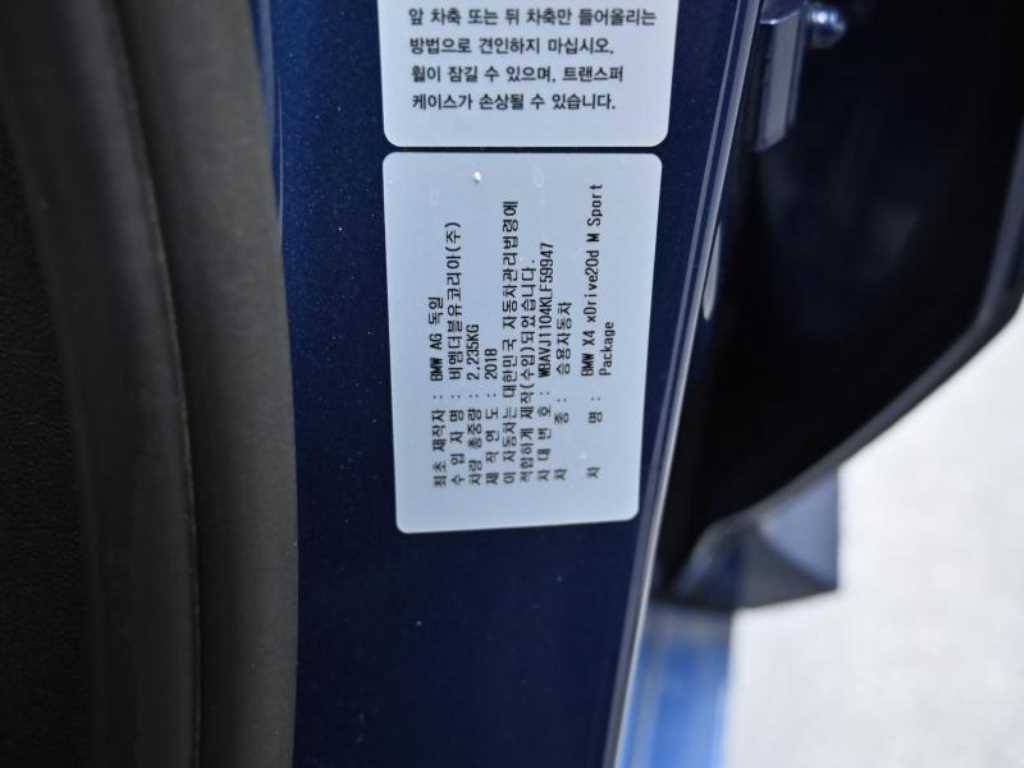 앞 차축 또는 뒤 차축만 들어올리는
방법으로 견인하지 마십시오.
휠이 잠길 수 있으며, 트랜스퍼
케이스가 손상될 수 있습니다.
최초 제작자 : BMW AG 독일
수 입 자 명 : 비엠더블유코리아(주)
차량 총중량 : 2,235KG
제 작 연 도 : 2018
이 자동차는 대한민국 자동차관리법령에
적합하게 제작(수입)되었습니다.
차 대 번 호 : WBAVJ1104KLF59947
차 종 : 승용자동차
차 명 : BMW X4 xDrive20d M Sport
Package